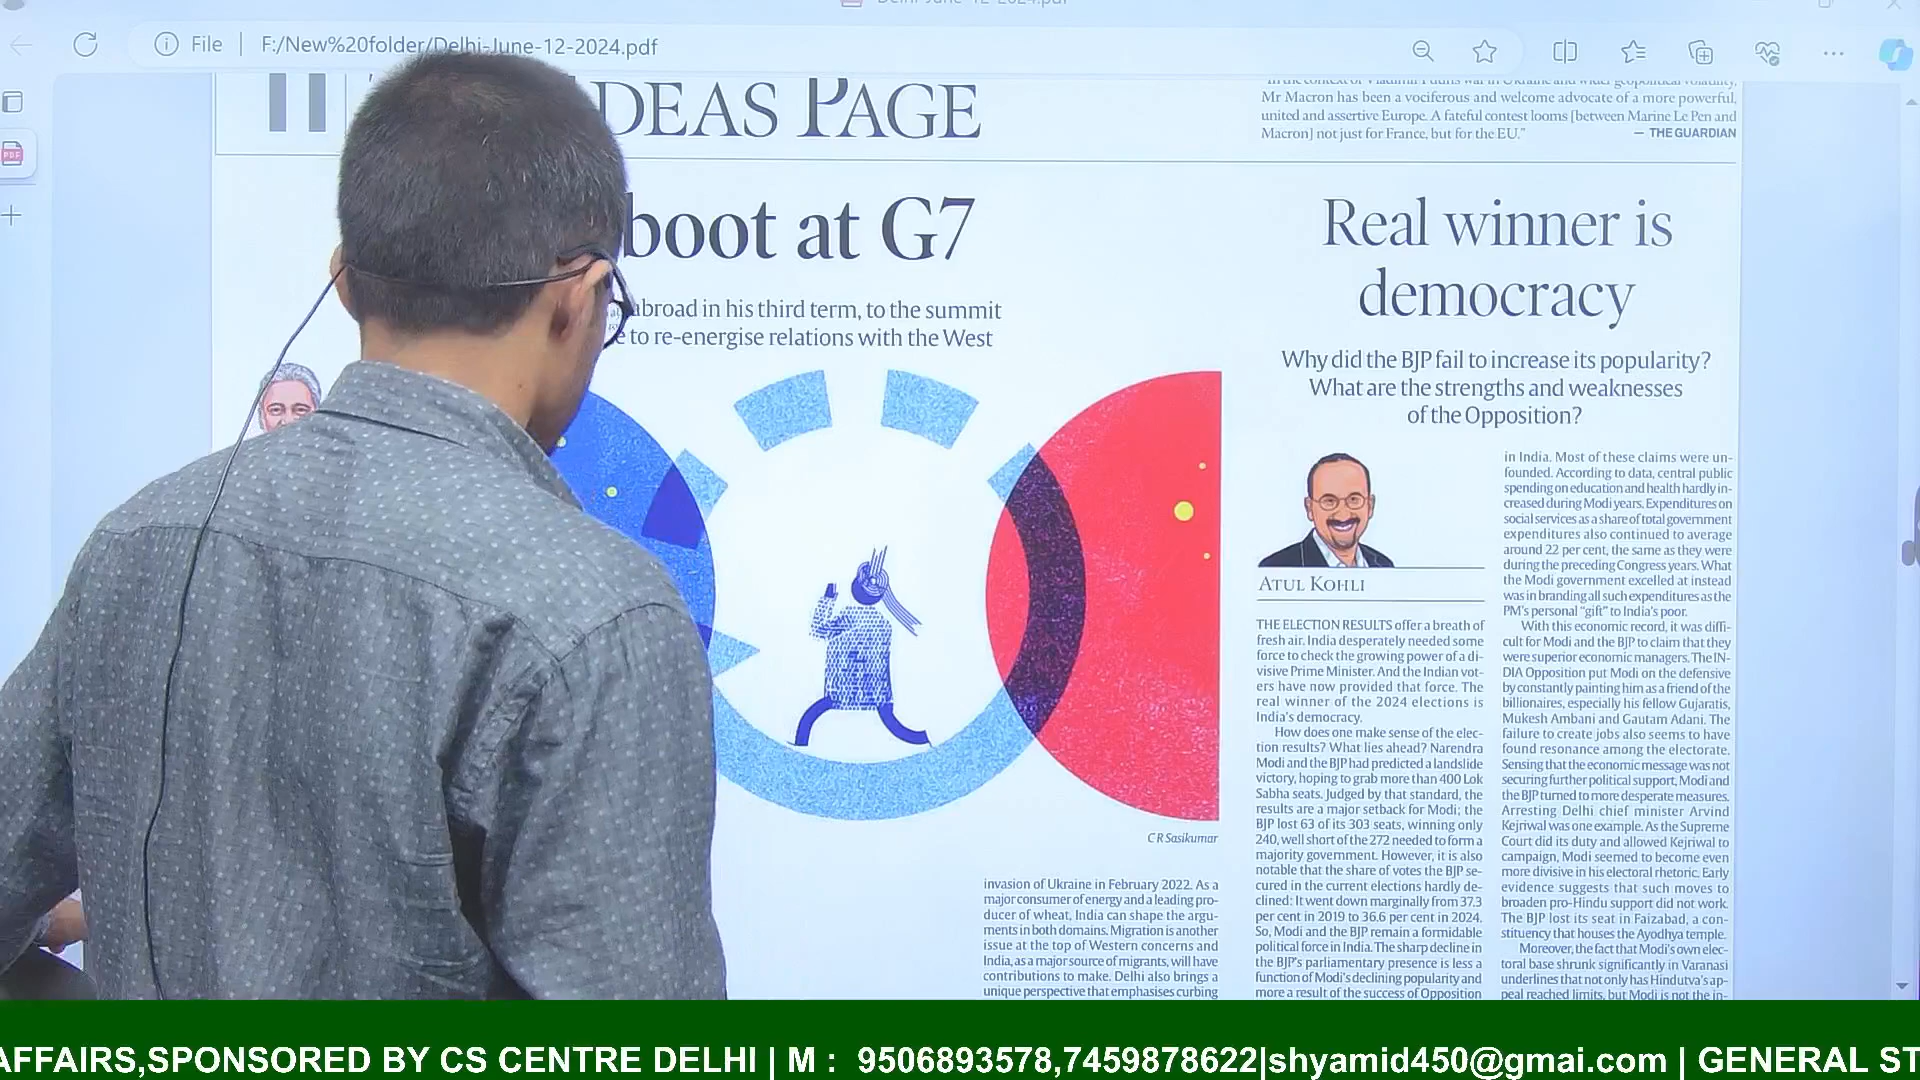 File
F:/New%20folder/Delhi-June-12-2024.pdf
DEAS PAGE
Mr Macron has been a vociferous and welcome advocate of a more powerful,
united and assertive Europe. A fateful contest looms [between Marine Le Pen and
Macron] not just for France, but for the EU."
— THE GUARDIAN
boot at G7
abroad in his third term, to the summit
e to re-energise relations with the West
C R Sasikumar
invasion of Ukraine in February 2022. As a
major consumer of energy and a leading pro-
ducer of wheat, India can shape the argu-
ments in both domains. Migration is another
issue at the top of Western concerns and
India, as a major source of migrants, will have
contributions to make. Delhi also brings a
unique perspective that emphasises curbing
Real winner is
democracy
Why did the BJP fail to increase its popularity?
What are the strengths and weaknesses
of the Opposition?
ATUL KOHLI
THE ELECTION RESULTS offer a breath of
fresh air. India desperately needed some
force to check the growing power of a di-
visive Prime Minister. And the Indian vot-
ers have now provided that force. The
real winner of the 2024 elections is
India's democracy.
How does one make sense of the elec-
tion results? What lies ahead? Narendra
Modi and the BJP had predicted a landslide
victory, hoping to grab more than 400 Lok
Sabha seats. Judged by that standard, the
results are a major setback for Modi; the
BJP lost 63 of its 303 seats, winning only
240, well short of the 272 needed to form a
majority government. However, it is also
notable that the share of votes the BJP se-
cured in the current elections hardly de-
clined: It went down marginally from 37.3
per cent in 2019 to 36.6 per cent in 2024.
So, Modi and the BJP remain a formidable
political force in India. The sharp decline in
the BJP's parliamentary presence is less a
function of Modi's declining popularity and
more a result of the success of Opposition
in India. Most of these claims were un-
founded. According to data, central public
spending on education and health hardly in-
creased during Modi years. Expenditures on
social services as a share of total government
expenditures also continued to average
around 22 per cent, the same as they were
during the preceding Congress years. What
the Modi government excelled at instead
was in branding all such expenditures as the
PM's personal "gift" to India's poor.
With this economic record, it was diffi-
cult for Modi and the BJP to claim that they
were superior economic managers. The IN-
DIA Opposition put Modi on the defensive
by constantly painting him as a friend of the
billionaires, especially his fellow Gujaratis,
Mukesh Ambani and Gautam Adani. The
failure to create jobs also seems to have
found resonance among the electorate.
Sensing that the economic message was not
securing further political support, Modi and
the BJP turned to more desperate measures.
Arresting Delhi chief minister Arvind
Kejriwal was one example. As the Supreme
Court did its duty and allowed Kejriwal to
campaign, Modi seemed to become even
more divisive in his electoral rhetoric. Early
evidence suggests that such moves to
broaden pro-Hindu support did not work.
The BJP lost its seat in Faizabad, a con-
stituency that houses the Ayodhya temple.
Moreover, the fact that Modi's own elec-
toral base shrunk significantly in Varanasi
underlines that not only has Hindutva's ap-
peal reached limits, but Modi is not the in-
AFFAIRS,SPONSORED BY CS CENTRE DELHI | M : 9506893578,7459878622|shyamid450@gmai.com | GENERAL ST